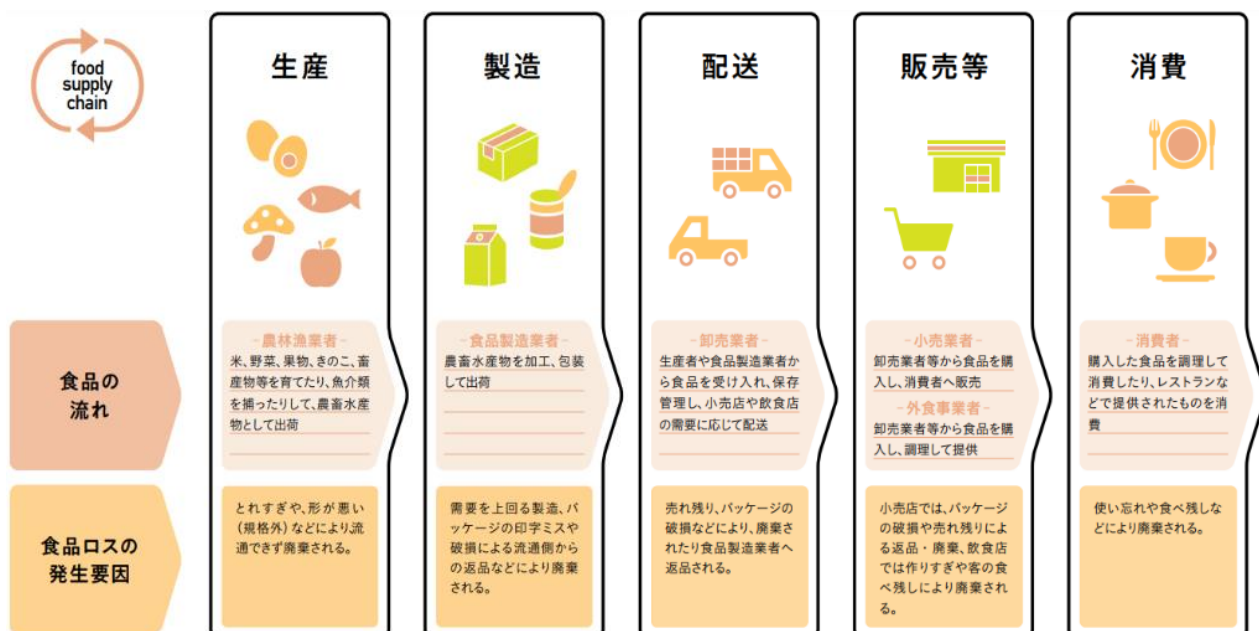 food
supply
chain
生産
製造
配送
販売等
消費
食品の
流れ
-農林漁業者-
米、野菜、果物、きのこ、畜
産物等を育てたり、魚介類
を捕ったりして、農畜水産
物として出荷
-食品製造業者-
農畜水産物を加工、包装
して出荷
-卸売業者-
生産者や食品製造業者か
ら食品を受け入れ、保存
管理し、小売店や飲食店
の需要に応じて配送
-小売業者-
卸売業者等から食品を購
入し、消費者へ販売
-外食事業者-
卸売業者等から食品を購
入し、調理して提供
-消費者-
購入した食品を調理して
消費したり、レストランな
どで提供されたものを消
費
食品ロスの
発生要因
とれすぎや、形が悪い
(規格外)などにより、流
通できず廃棄される。
需要を上回る製造、パ
ッケージの印字ミスや
破損による流通側から
の返品などにより廃棄
される。
売れ残り、パッケージの
破損などにより、廃棄さ
れたり食品製造業者へ
返品される。
小売店では、パッケージ
の破損や売れ残りによ
る返品・廃棄、飲食店
では作りすぎや客の食
べ残しにより廃棄され
る。
使い忘れや食べ残しな
どにより廃棄される。